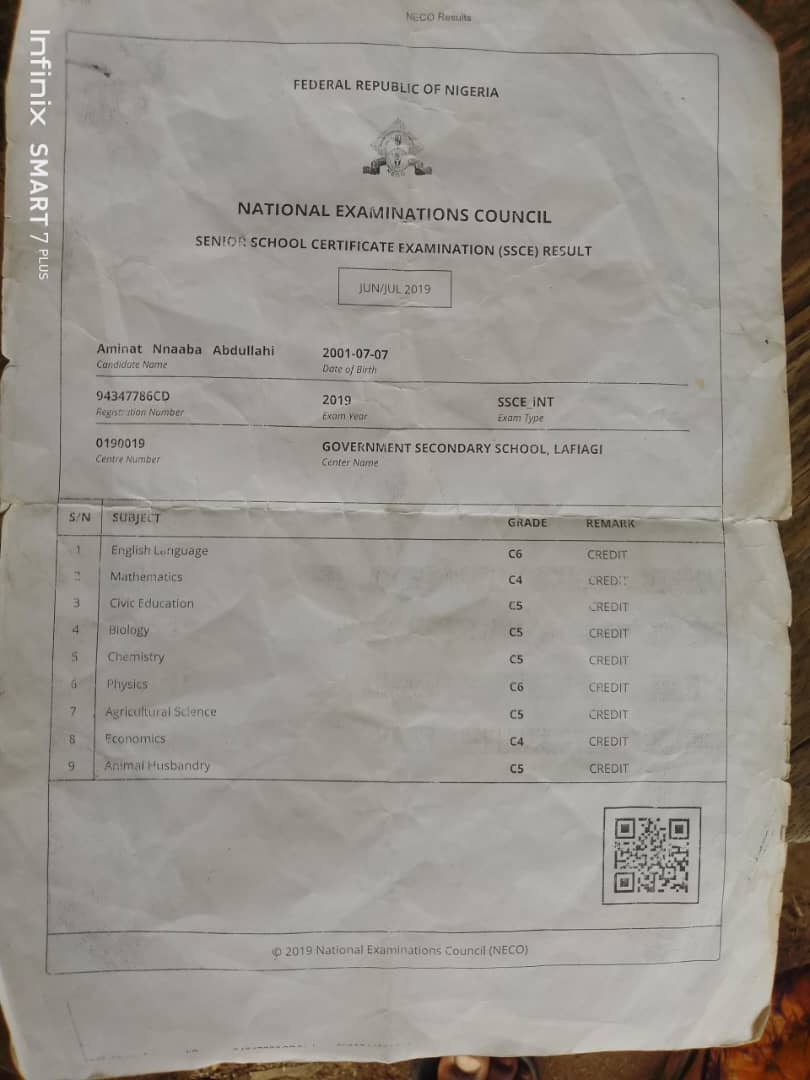 NECO Results
Infinix SMART 7 PLUS
FEDERAL REPUBLIC OF NIGERIA
NATIONAL EXAMINATIONS COUNCIL
SENIOR SCHOOL CERTIFICATE EXAMINATION (SSCE) RESULT
JUN/JUL 2019
Aminat Nnaaba Abdullahi 2001-07-07
Candidate Name Date of Birth
94347786CD 2019 SSCE_INT
Registration Number Exam Year Exam Type
0190019 GOVERNMENT SECONDARY SCHOOL, LAFIAGI
Centre Number Center Name
S/N SUBJECT GRADE REMARK
1 English Language C6 CREDIT
2 Mathematics C4 CREDIT
3 Civic Education C5 CREDIT
4 Biology C5 CREDIT
5 Chemistry C5 CREDIT
6 Physics C6 CREDIT
7 Agricultural Science C5 CREDIT
8 Economics C4 CREDIT
9 Animal Husbandry C5 CREDIT
© 2019 National Examinations Council (NECO)